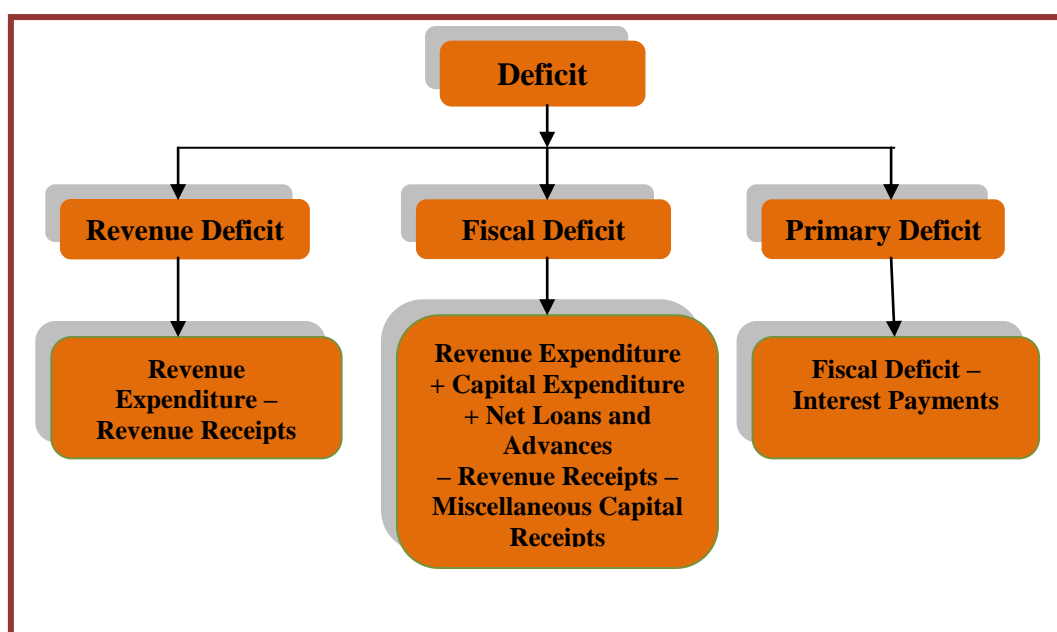 Deficit
Revenue Deficit
Fiscal Deficit
Primary Deficit
Revenue
Expenditure –
Revenue Receipts
Revenue Expenditure
+ Capital Expenditure
+ Net Loans and
Advances
– Revenue Receipts –
Miscellaneous Capital
Receipts
Fiscal Deficit –
Interest Payments